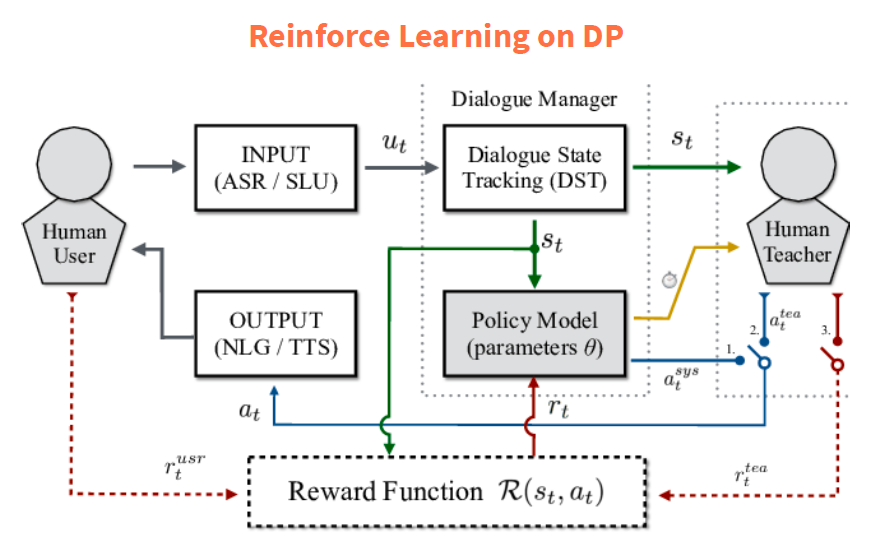 Reinforce Learning on DP
Dialogue Manager
INPUT
(ASR / SLU)
u_t
Dialogue State
Tracking (DST)
s_t
Human
User
s_t
Human
Teacher
OUTPUT
(NLG / TTS)
Policy Model
(parameters θ)
1.
2.
a_t^{tea}
3.
a_t^{sys}
a_t
r_t
r_t^{usr}
r_t^{tea}
Reward Function R(s_t, a_t)